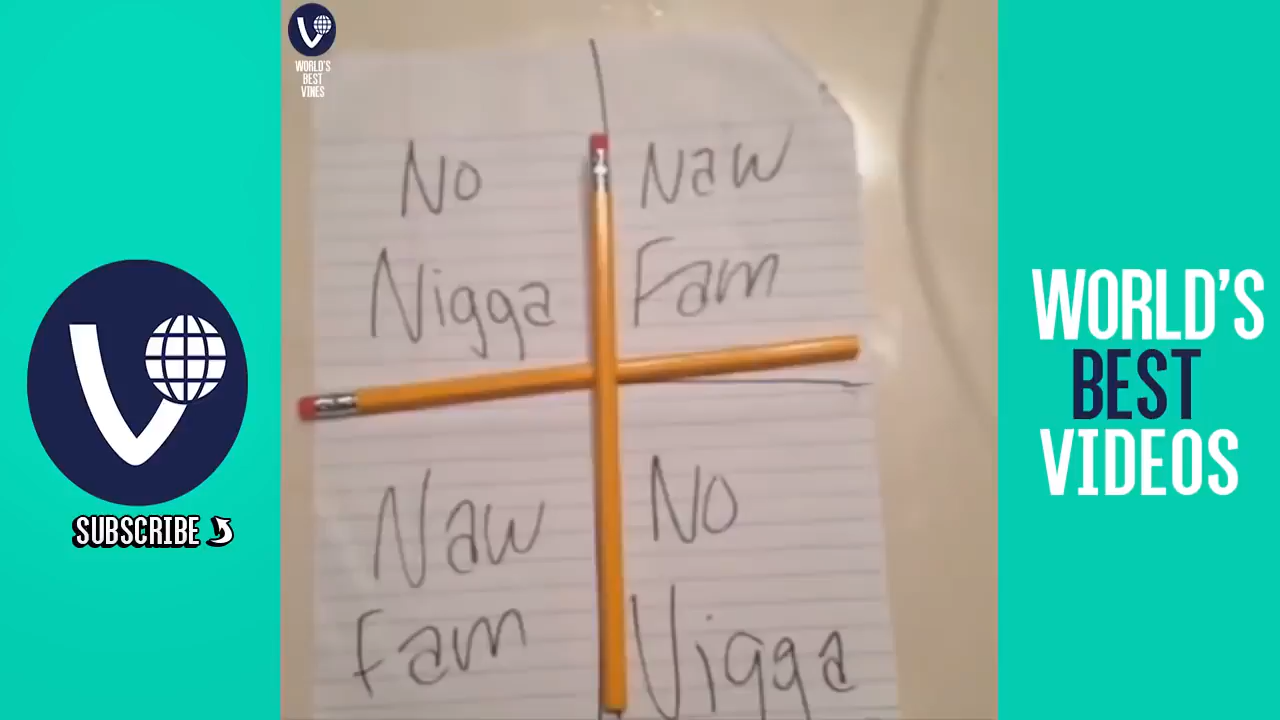 WORLD'S
BEST
VINES
No
Nigga
Naw
Fam
Naw
Fam
No
Nigga
SUBSCRIBE
WORLD'S
BEST
VIDEOS